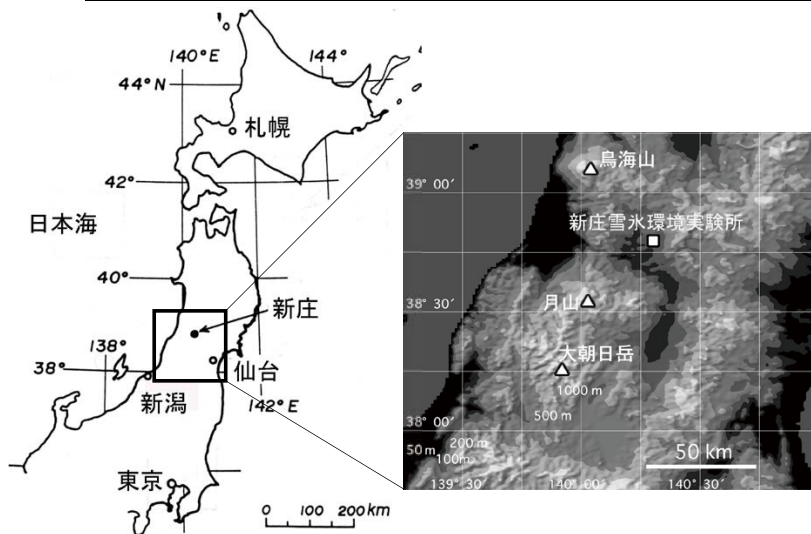 140°E
144°
44°N
札幌
42°
日本海
40°
新庄
138°
38°
仙台
新潟
142°E
東京
0 100 200km
鳥海山
39° 00′
新庄雪氷環境実験所
38° 30′
月山
大朝日岳
1000 m
500 m
38° 00′
200 m
50 m
100m
50 km
139° 30′
140° 00′
140° 30′